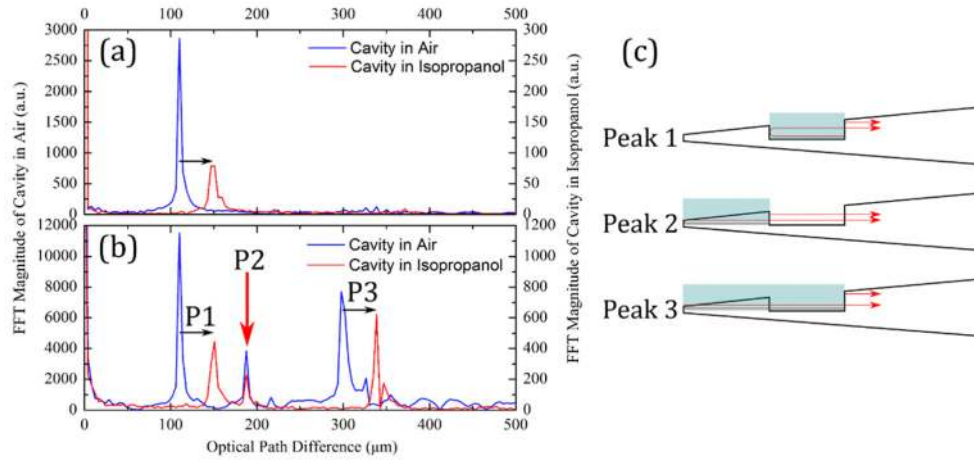 0 100 200 300 400 500
3000
2500
2000
1500
1000
500
0
(a)
Cavity in Air
Cavity in Isopropanol
300
250
200
150
100
50
0
12000
10000
8000
6000
4000
2000
0
(b)
P1
P2
P3
Cavity in Air
Cavity in Isopropanol
1200
1000
800
600
400
200
0
0 100 200 300 400 500
Optical Path Difference (μm)
FFT Magnitude of Cavity in Air (a.u.)
FFT Magnitude of Cavity in Isopropanol (a.u.)
(c)
Peak 1
Peak 2
Peak 3